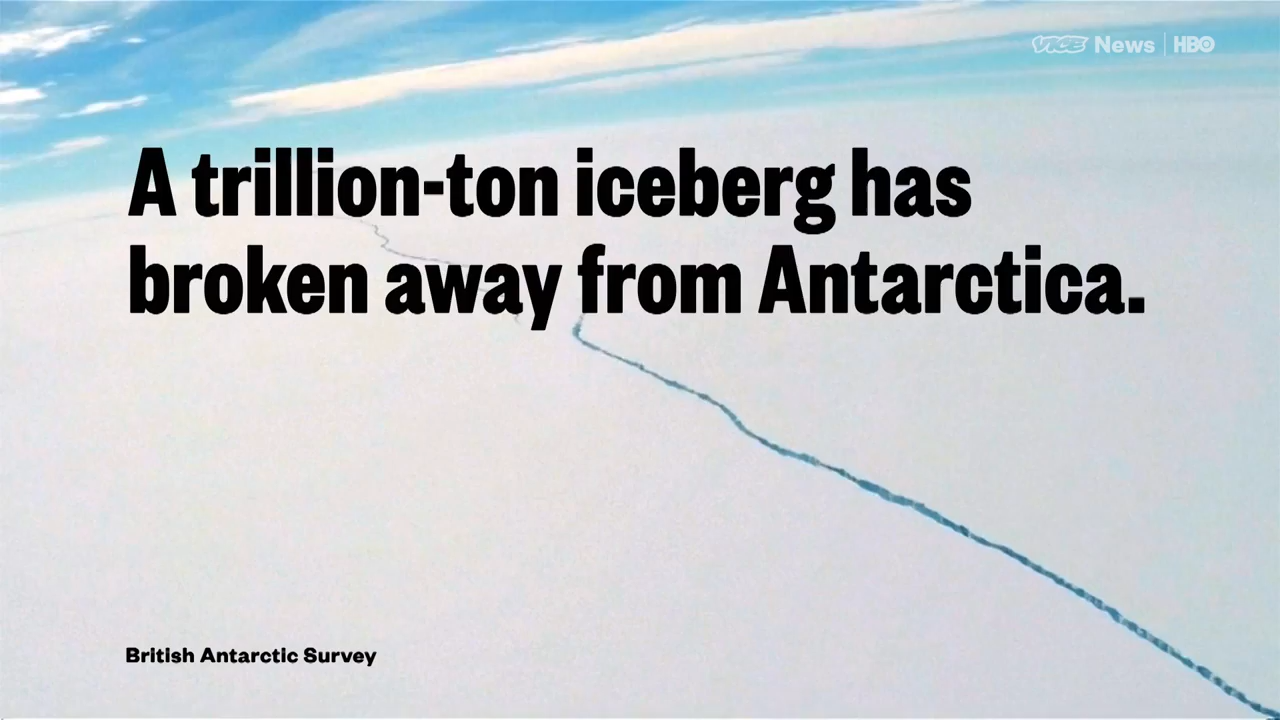 VICE News | HBO
A trillion-ton iceberg has
broken away from Antarctica.
British Antarctic Survey